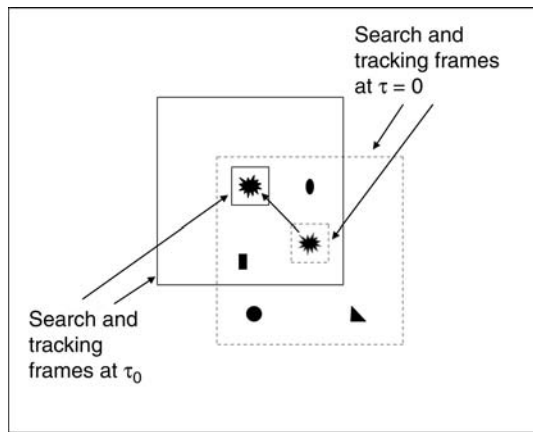 Search and
tracking frames
at τ = 0
Search and
tracking
frames at τ₀